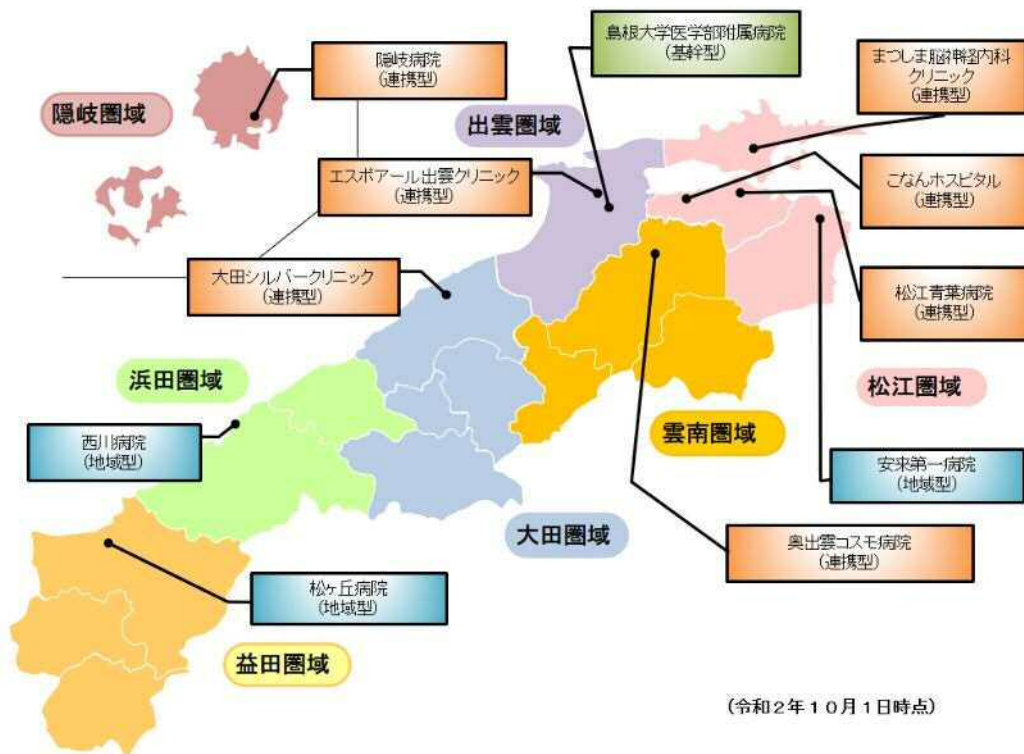 島根大学医学部附属病院
(基幹型)
隠岐病院
(連携型)
まつしま脳神経内科
クリニック
(連携型)
隠岐圏域
出雲圏域
エスポアール出雲クリニック
(連携型)
こなんホスピタル
(連携型)
大田シルバークリニック
(連携型)
松江青葉病院
(連携型)
浜田圏域
松江圏域
西川病院
(地域型)
雲南圏域
安来第一病院
(地域型)
大田圏域
奥出雲コスモ病院
(連携型)
松ヶ丘病院
(地域型)
益田圏域
(令和2年10月1日時点)